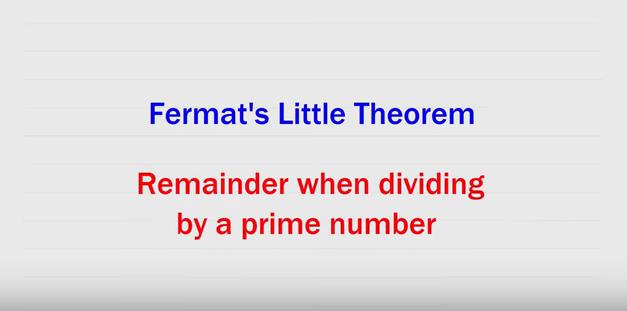 Fermat's Little Theorem
Remainder when dividing
by a prime number